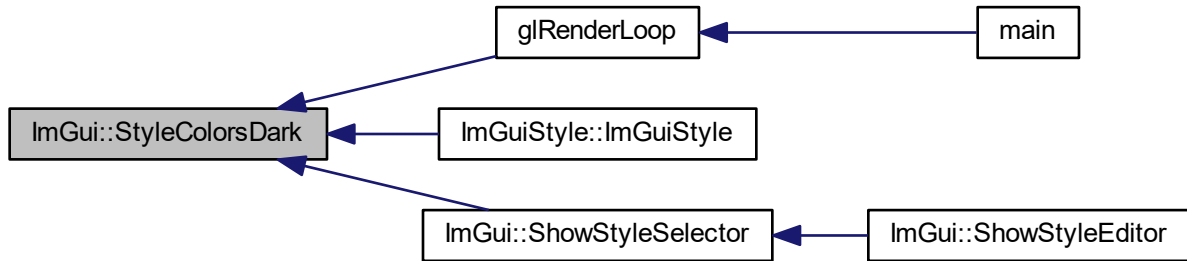 glRenderLoop
main
ImGui::StyleColorsDark
ImGuiStyle::ImGuiStyle
ImGui::ShowStyleSelector
ImGui::ShowStyleEditor